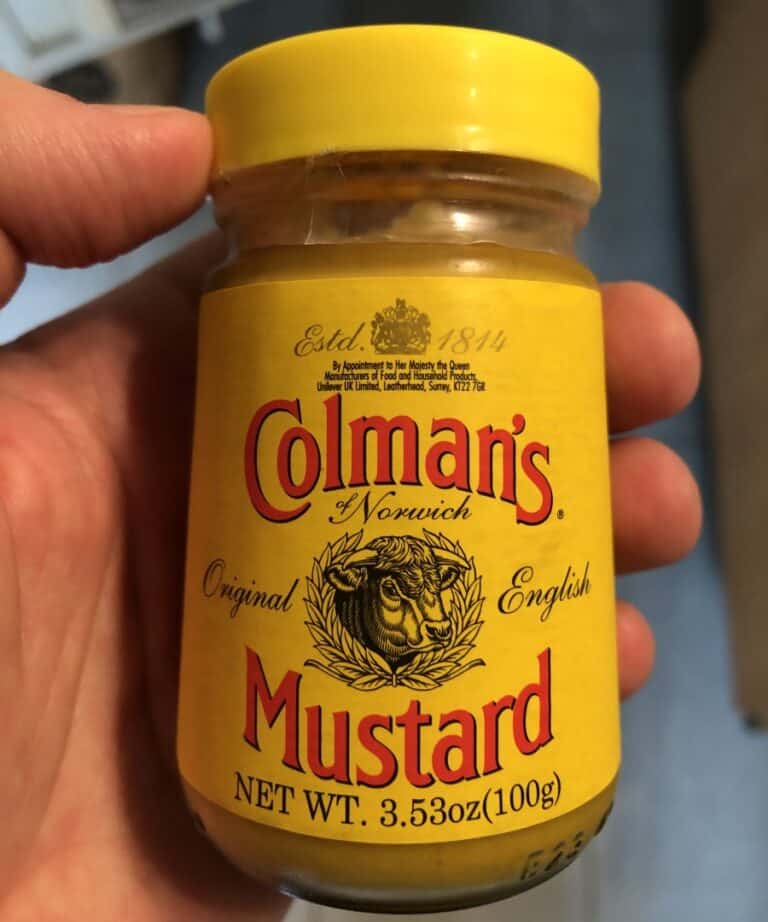 Estd. 1814
By Appointment to Her Majesty the Queen
Manufacturers of Food and Household Products,
Unilever UK Limited, Leatherhead, Surrey, KT22 7GR
Colman's®
of Norwich
Original English
Mustard
NET WT. 3.53oz(100g)